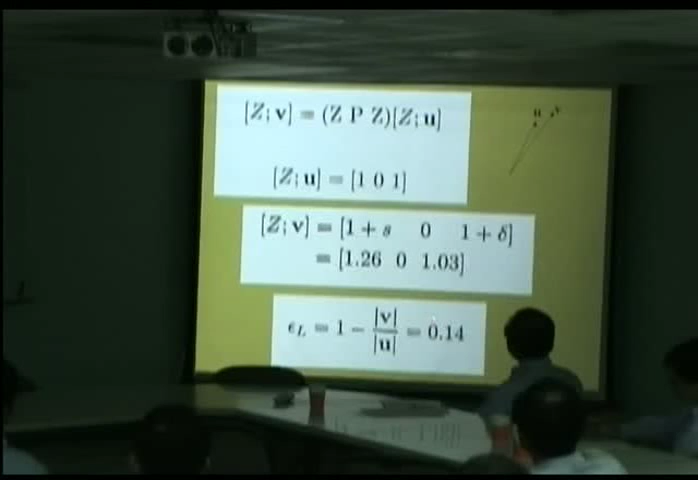 [Z; v] = (Z P Z)[Z; u]
[Z; u] = [1 0 1]
[Z; v] = [1 + s 0 1 + δ]
= [1.26 0 1.03]
ϵ_L = 1 − |v| / |u| = 0.14
u v